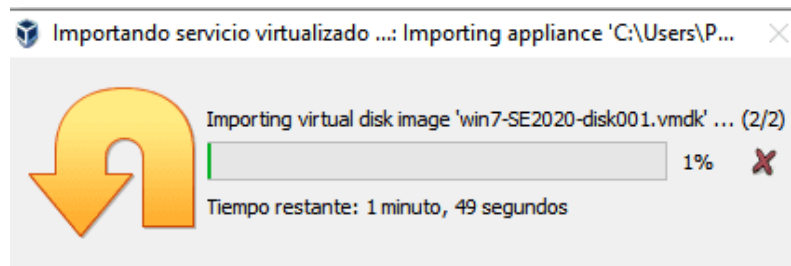 Importando servicio virtualizado ...: Importing appliance 'C:\Users\P...
Importing virtual disk image 'win7-SE2020-disk001.vmdk' ... (2/2)
1%
Tiempo restante: 1 minuto, 49 segundos